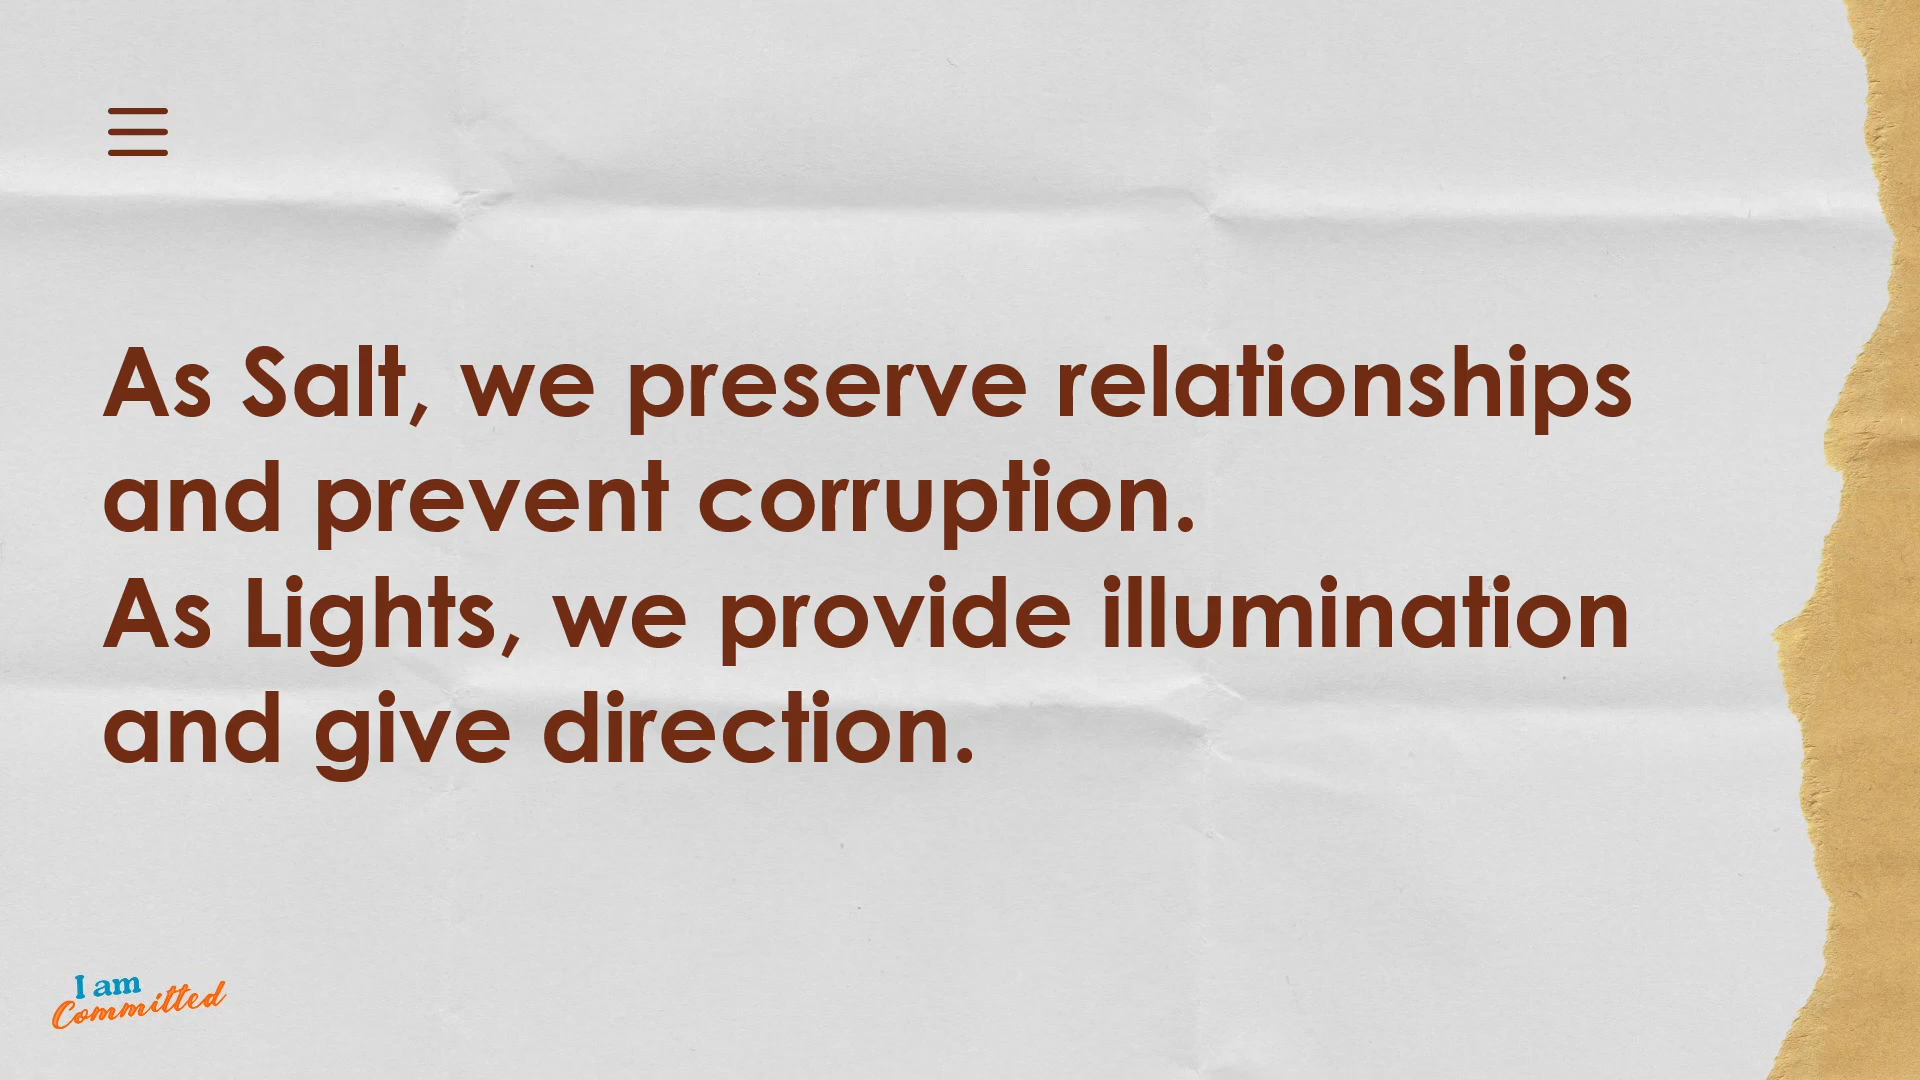 As Salt, we preserve relationships
and prevent corruption.
As Lights, we provide illumination
and give direction.
I am
Committed